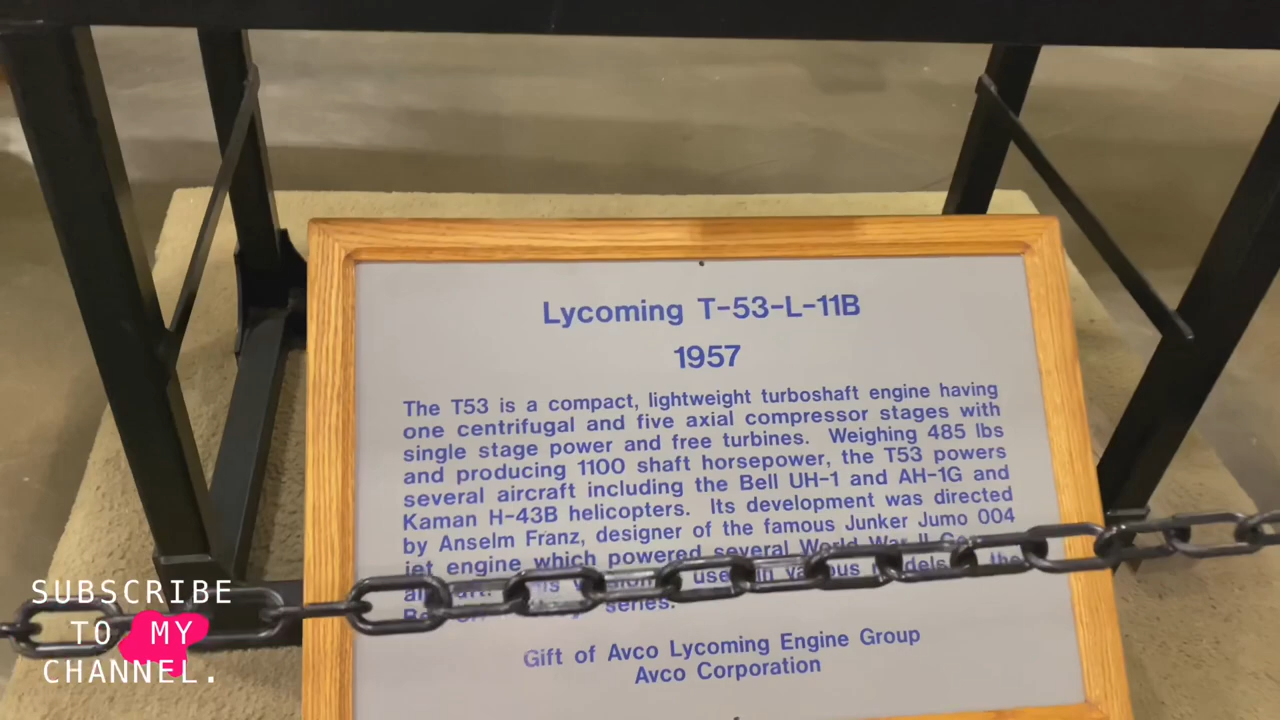 Lycoming T-53-L-11B
1957
The T53 is a compact, lightweight turboshaft engine having
one centrifugal and five axial compressor stages with
single stage power and free turbines. Weighing 485 lbs
and producing 1100 shaft horsepower, the T53 powers
several aircraft including the Bell UH-1 and AH-1G and
Kaman H-43B helicopters. Its development was directed
by Anselm Franz, designer of the famous Junker Jumo 004
jet engine which powered several World War II
in the
series.
Gift of Avco Lycoming Engine Group
Avco Corporation
SUBSCRIBE
TO MY
CHANNEL.